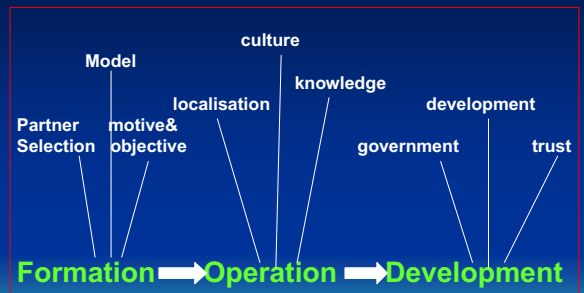 culture
Model
knowledge
localisation
development
Partner
Selection
motive&
objective
government
trust
Formation
Operation
Development